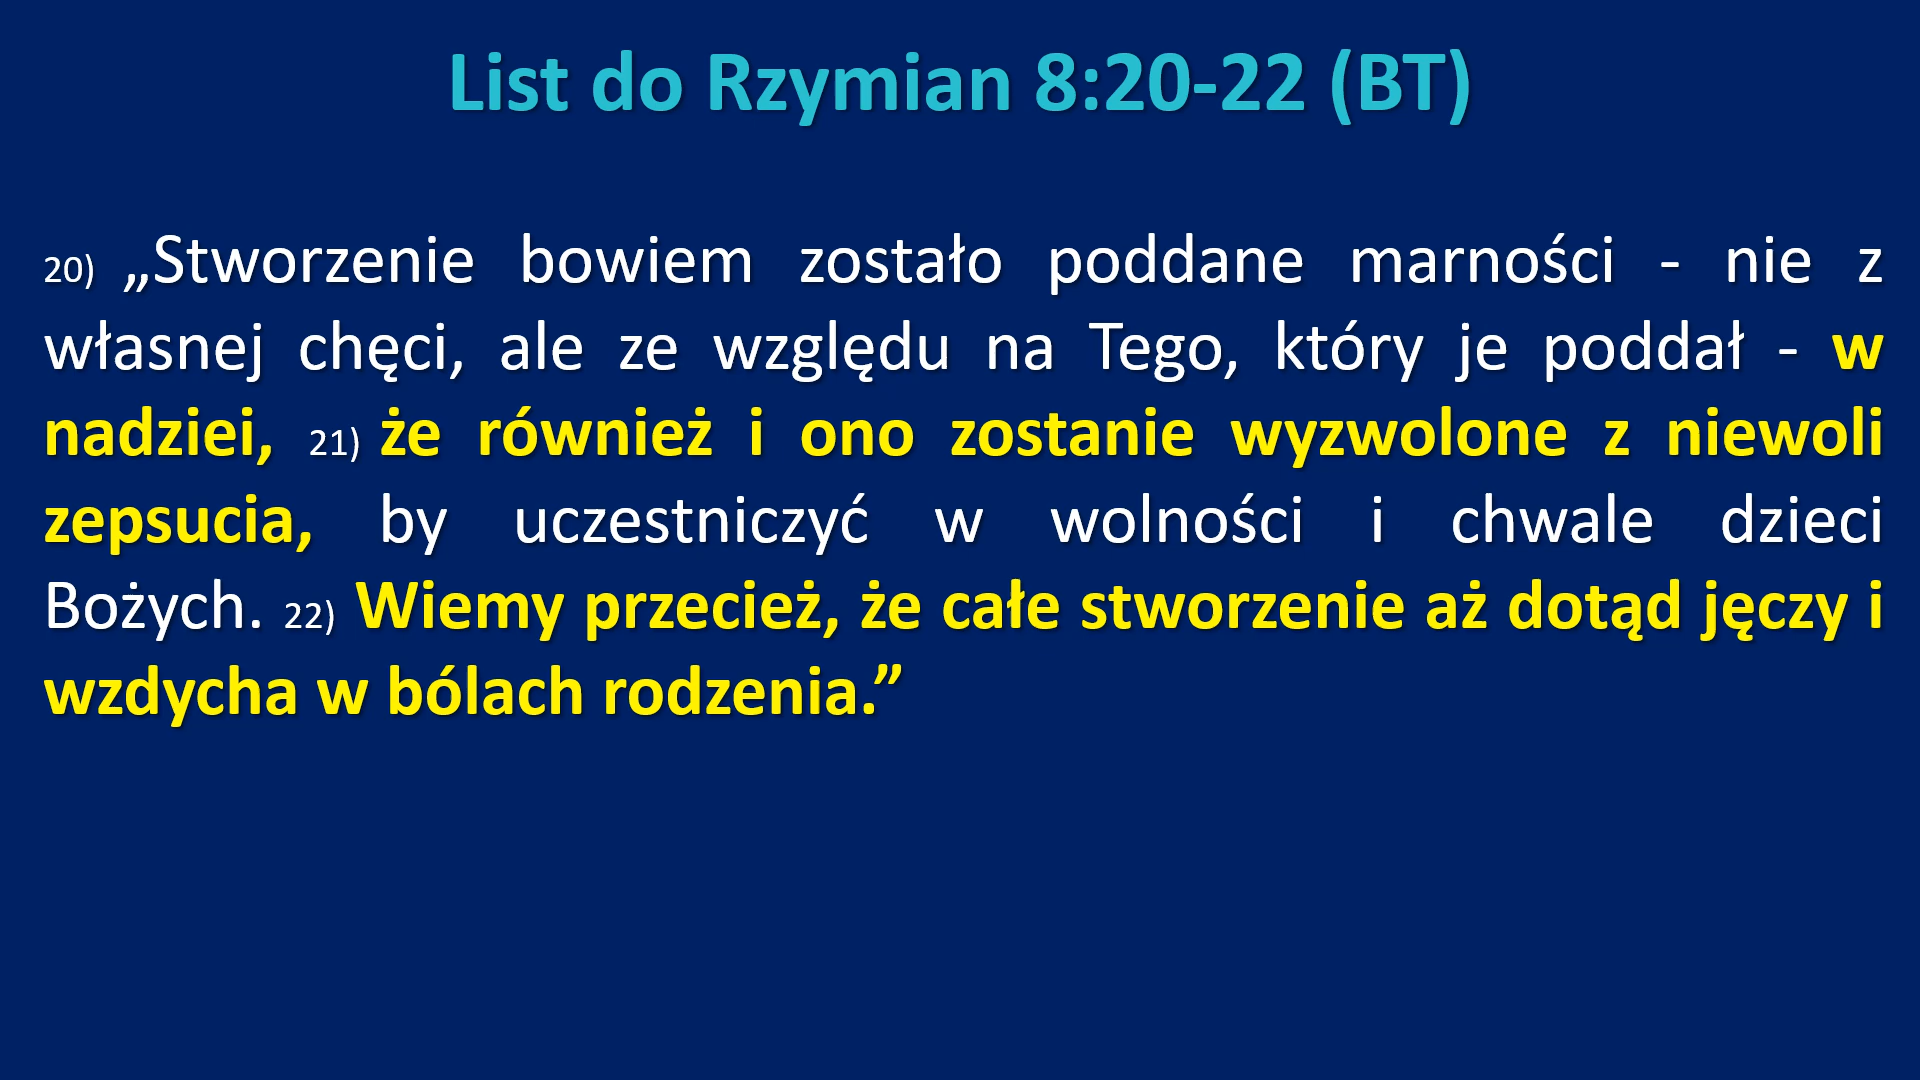 List do Rzymian 8:20-22 (BT)
20) „Stworzenie bowiem zostało poddane marności - nie z
własnej chęci, ale ze względu na Tego, który je poddał - w
nadziei, 21) że również i ono zostanie wyzwolone z niewoli
zepsucia, by uczestniczyć w wolności i chwale dzieci
Bożych. 22) Wiemy przecież, że całe stworzenie aż dotąd jęczy i
wzdycha w bólach rodzenia.”